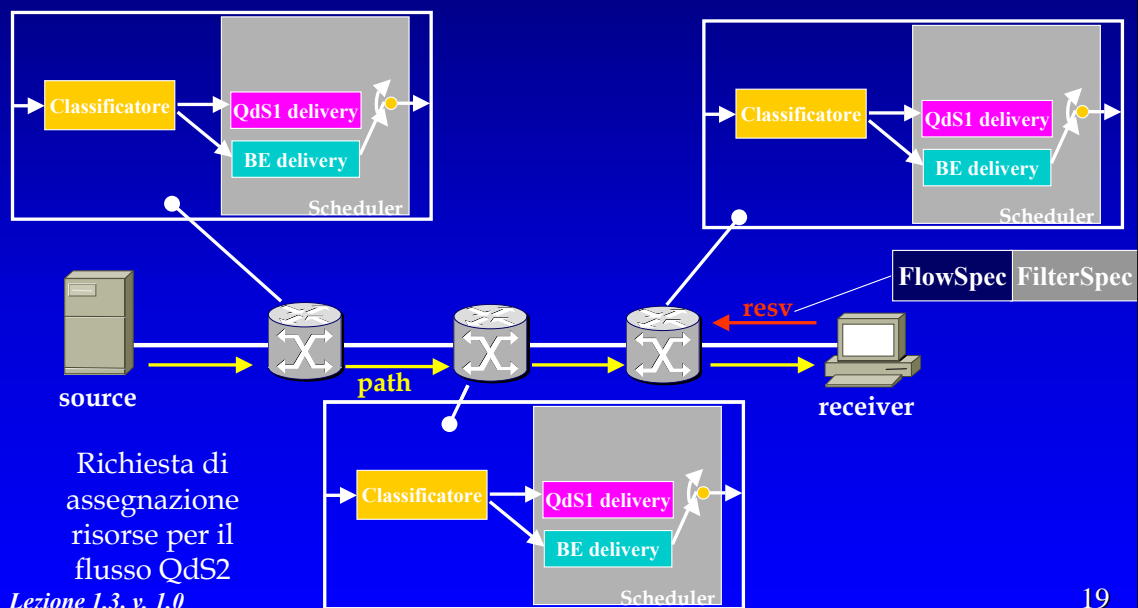 Classificatore
QdS1 delivery
BE delivery
Scheduler
Classificatore
QdS1 delivery
BE delivery
Scheduler
FlowSpec FilterSpec
resv
path
source
receiver
Classificatore
QdS1 delivery
BE delivery
Scheduler
Richiesta di
assegnazione
risorse per il
flusso QdS2
Lezione 1.3, v. 1.0
19